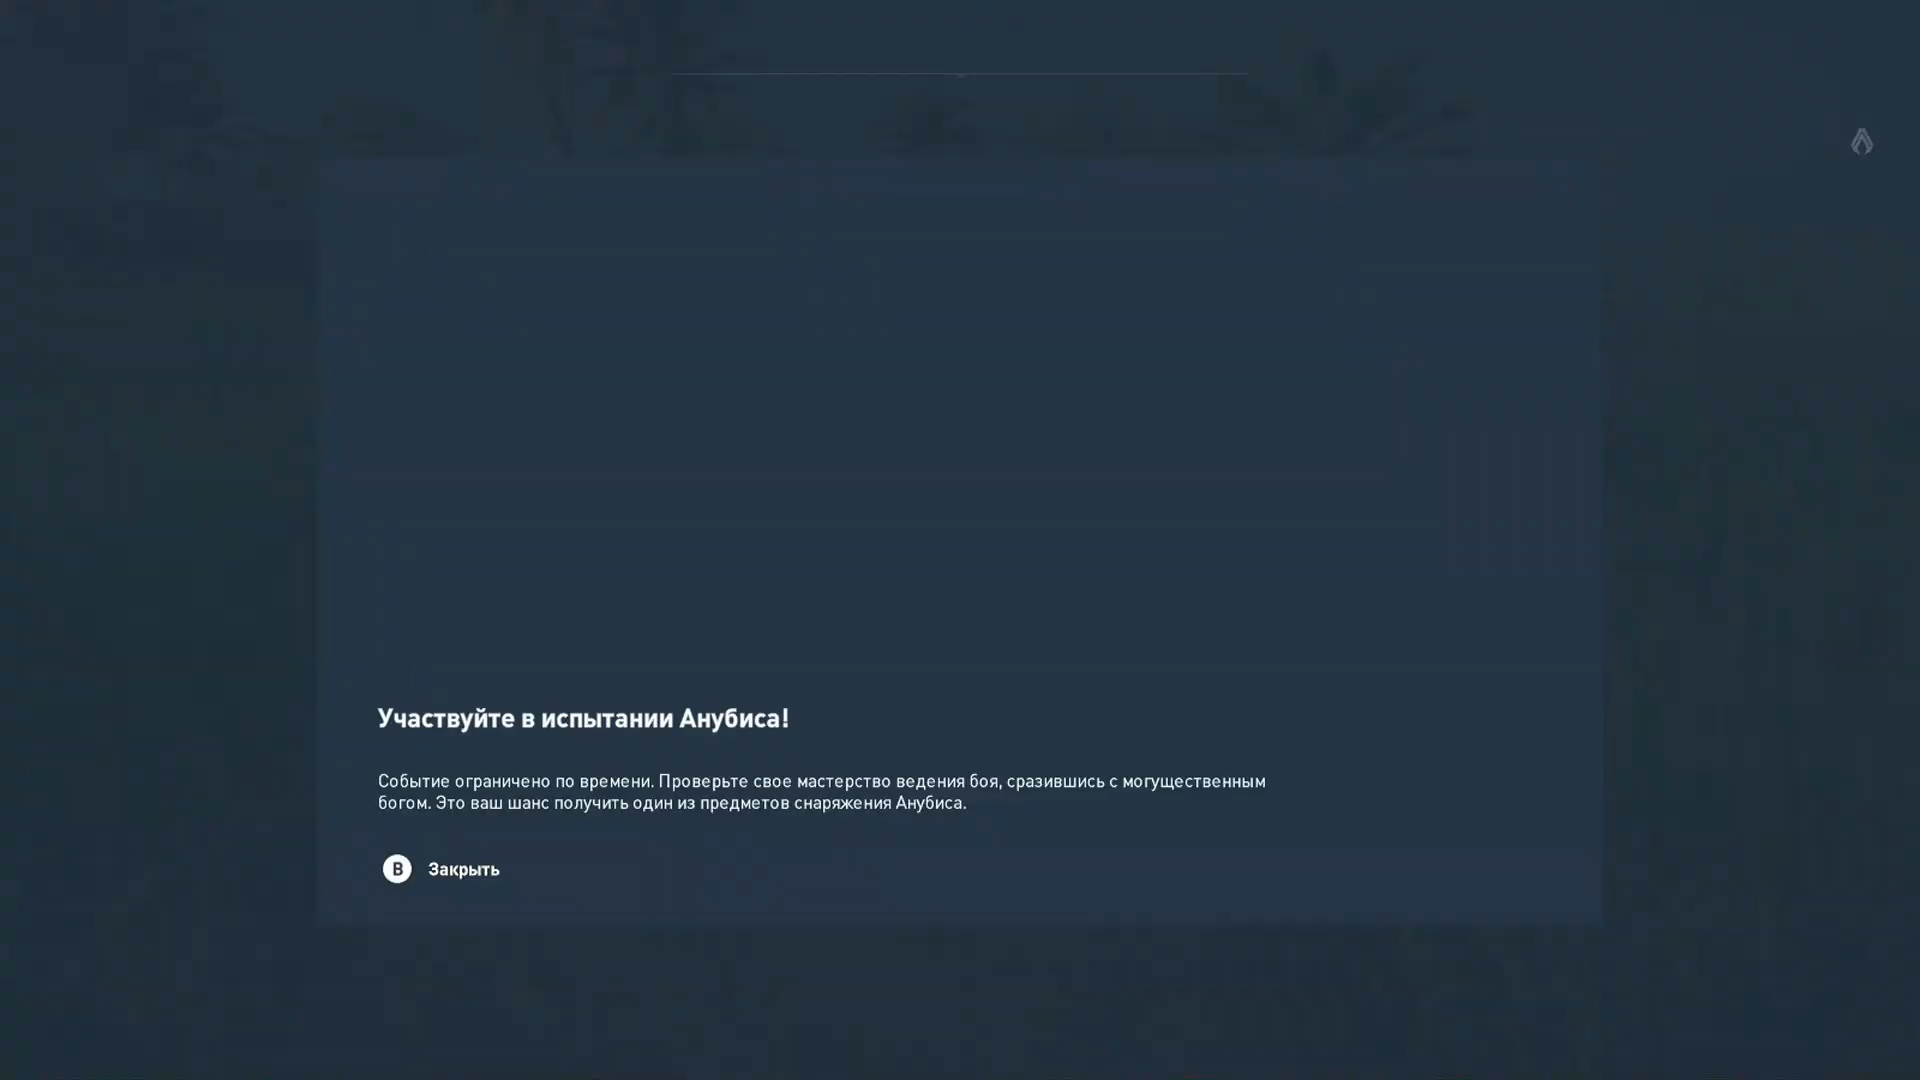 Участвуйте в испытании Анубиса!
Событие ограничено по времени. Проверьте свое мастерство ведения боя, сразившись с могущественным
богом. Это ваш шанс получить один из предметов снаряжения Анубиса.
B Закрыть